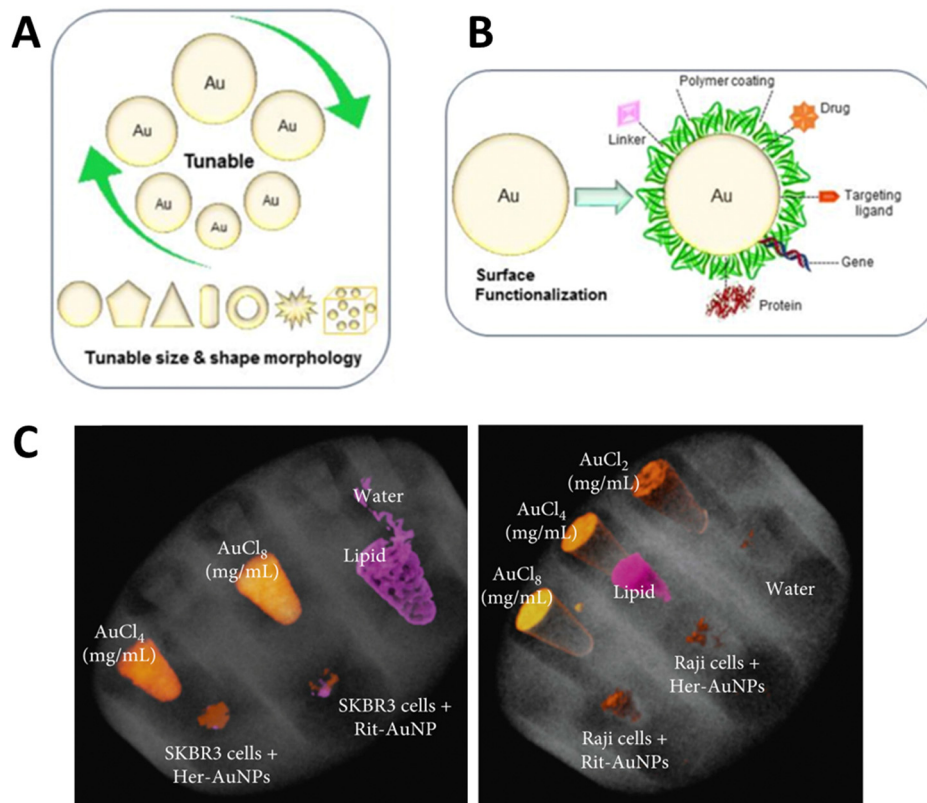 A
Au
Au
Au
Tunable
Au
Au
Au
Tunable size & shape morphology
B
Polymer coating
Linker
Drug
Au
Au
Targeting
ligand
Surface
Functionalization
Gene
Protein
C
Water
AuCl₈
(mg/mL)
Lipid
AuCl₄
(mg/mL)
SKBR3 cells +
Rit-AuNP
SKBR3 cells +
Her-AuNPs
AuCl₂
(mg/mL)
AuCl₄
(mg/mL)
AuCl₈
(mg/mL)
Lipid
Water
Raji cells +
Her-AuNPs
Raji cells +
Rit-AuNPs